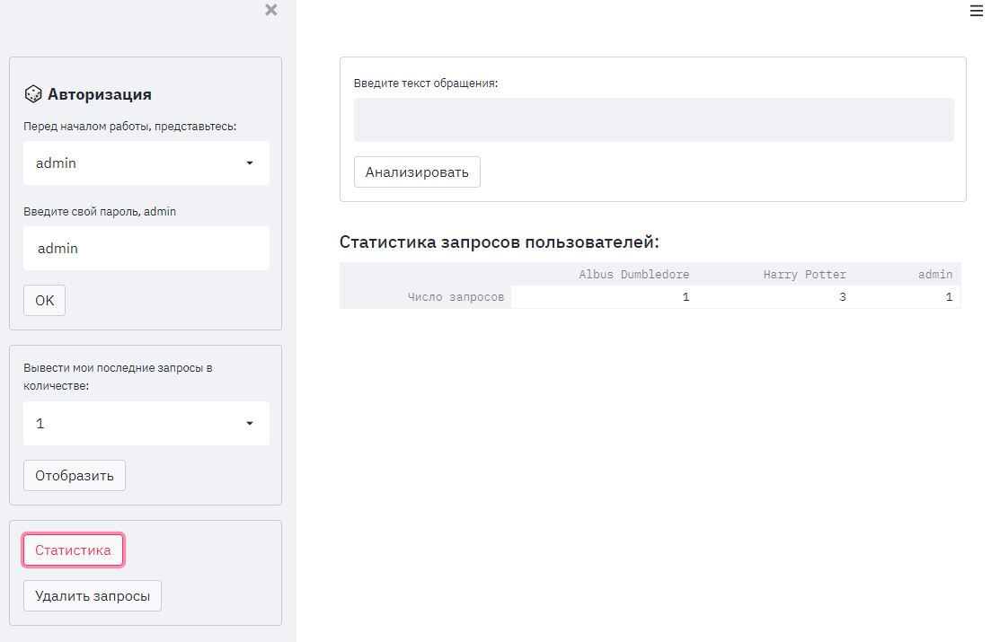 Авторизация
Перед началом работы, представьтесь:
admin
Введите свой пароль, admin
admin
OK
Вывести мои последние запросы в
количестве:
1
Отобразить
Статистика
Удалить запросы
Введите текст обращения:
Анализировать
Статистика запросов пользователей:
Albus Dumbledore Harry Potter admin
Число запросов 1 3 1